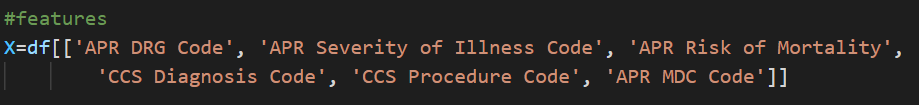 #features
X=df[['APR DRG Code', 'APR Severity of Illness Code', 'APR Risk of Mortality',
'CCS Diagnosis Code', 'CCS Procedure Code', 'APR MDC Code']]